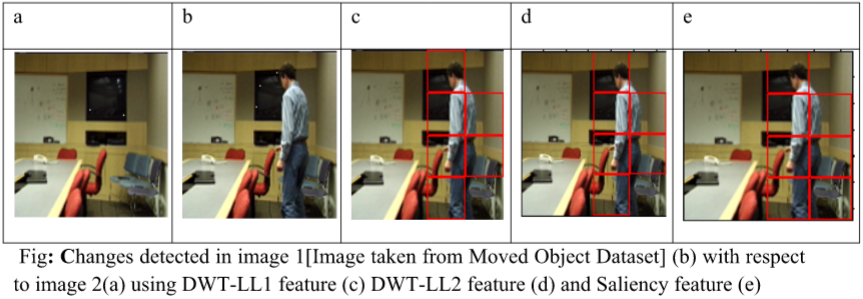 a b c d e
Fig: Changes detected in image 1[Image taken from Moved Object Dataset] (b) with respect
to image 2(a) using DWT-LL1 feature (c) DWT-LL2 feature (d) and Saliency feature (e)